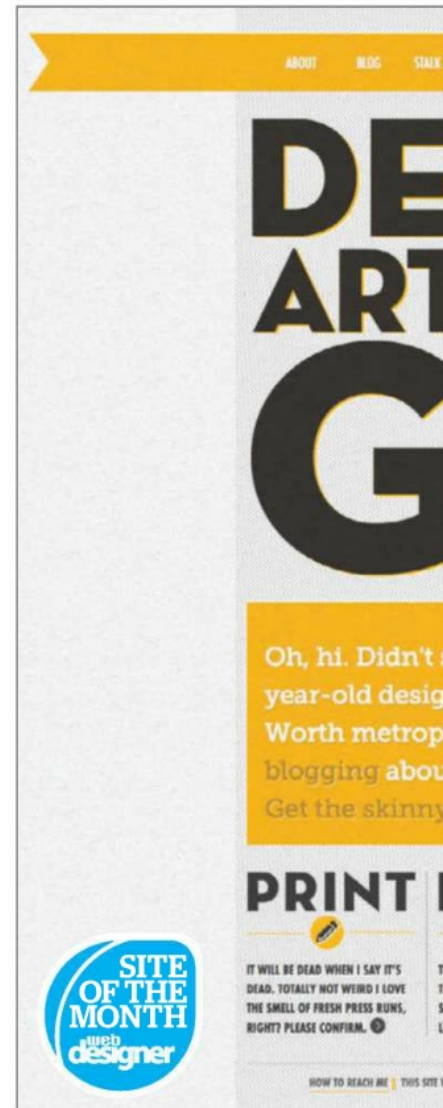 ABOUT BLOG STALK
DE
ART
G
Oh, hi. Didn't
year-old desig
Worth metrop
blogging abou
Get the skinny
PRINT
IT WILL BE DEAD WHEN I SAY IT'S
DEAD. TOTALLY NOT WEIRD I LOVE
THE SMELL OF FRESH PRESS RUNS,
RIGHT? PLEASE CONFIRM.
HOW TO REACH ME | THIS SITE
SITE
OF THE
MONTH
web
designer